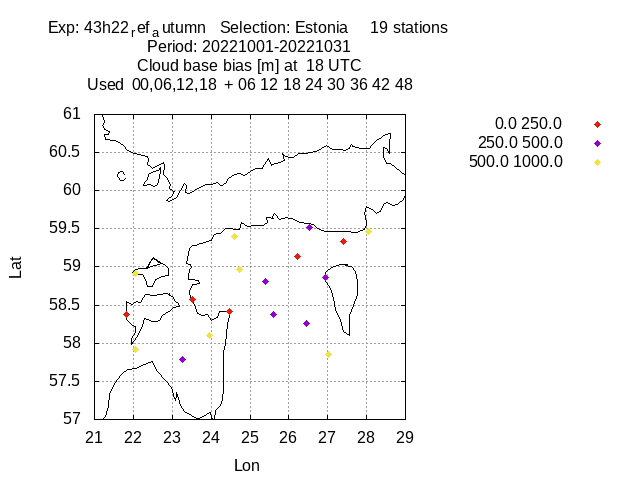 Exp: 43h22ref autumn   Selection: Estonia     19 stations
Period: 20221001-20221031
Cloud base bias [m] at  18 UTC
Used  00,06,12,18  + 06 12 18 24 30 36 42 48
0.0 250.0
250.0 500.0
500.0 1000.0
61
60.5
60
59.5
59
58.5
58
57.5
57
Lat
21 22 23 24 25 26 27 28 29
Lon